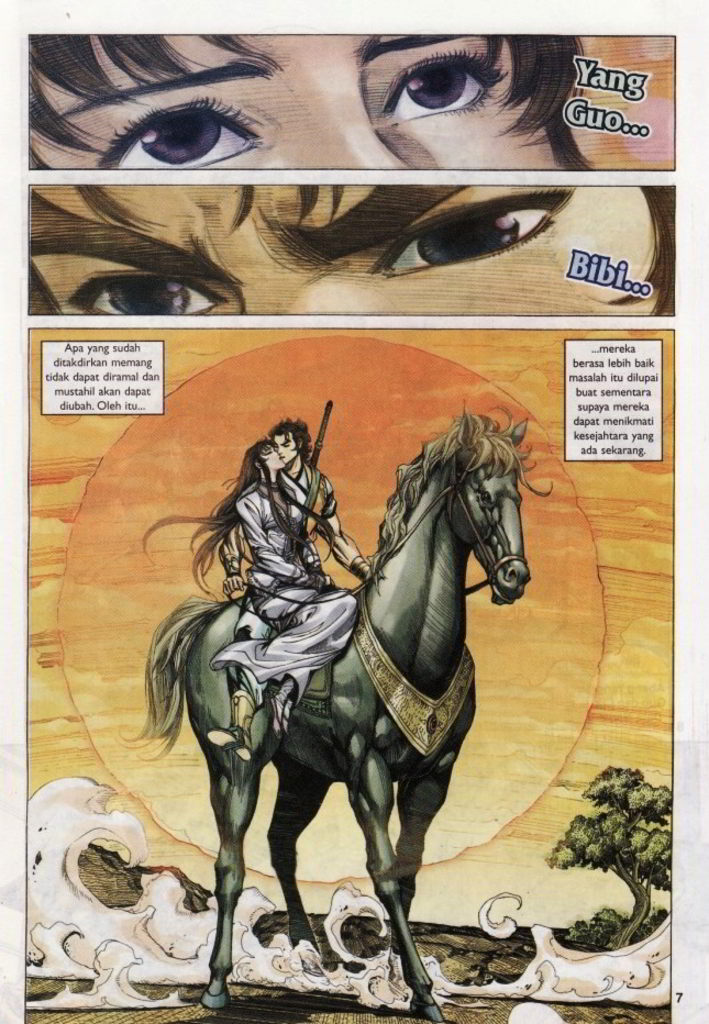 Yang
Guo...
Bibi...
Apa yang sudah
ditakdirkan memang
tidak dapat diramal dan
mustahil akan dapat
diubah. Oleh itu...
...mereka
berasa lebih baik
masalah itu dilupai
buat sementara
supaya mereka
dapat menikmati
kesejahtara yang
ada sekarang.
7